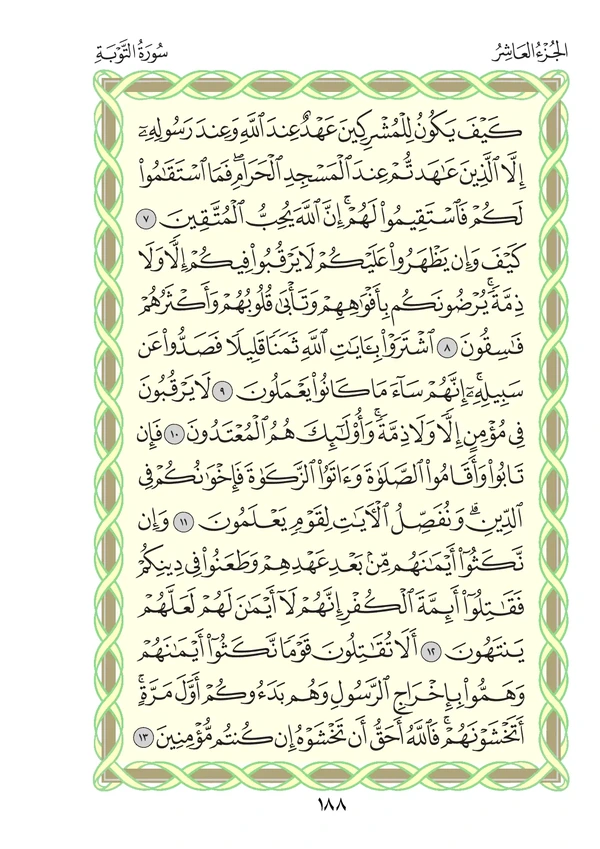 الجُزْءُ العَاشِرُ
سُورَةُ التَّوْبَةِ
كَيْفَ يَكُونُ لِلْمُشْرِكِينَ عَهْدٌ عِندَ ٱللَّهِ وَعِندَ رَسُولِهِۦٓ
إِلَّا ٱلَّذِينَ عَٰهَدتُّمْ عِندَ ٱلْمَسْجِدِ ٱلْحَرَامِۖ فَمَا ٱسْتَقَٰمُوا۟
لَكُمْ فَٱسْتَقِيمُوا۟ لَهُمْۚ إِنَّ ٱللَّهَ يُحِبُّ ٱلْمُتَّقِينَ ٧
كَيْفَ وَإِن يَظْهَرُوا۟ عَلَيْكُمْ لَا يَرْقُبُوا۟ فِيكُمْ إِلًّا وَلَا
ذِمَّةًۚ يُرْضُونَكُم بِأَفْوَٰهِهِمْ وَتَأْبَىٰ قُلُوبُهُمْ وَأَكْثَرُهُمْ
فَٰسِقُونَ ٨ ٱشْتَرَوْا۟ بِـَٔايَٰتِ ٱللَّهِ ثَمَنًا قَلِيلًا فَصَدُّوا۟ عَن
سَبِيلِهِۦٓۚ إِنَّهُمْ سَآءَ مَا كَانُوا۟ يَعْمَلُونَ ٩ لَا يَرْقُبُونَ
فِى مُؤْمِنٍ إِلًّا وَلَا ذِمَّةًۚ وَأُو۟لَٰٓئِكَ هُمُ ٱلْمُعْتَدُونَ ١٠ فَإِن
تَابُوا۟ وَأَقَامُوا۟ ٱلصَّلَوٰةَ وَءَاتَوُا۟ ٱلزَّكَوٰةَ فَإِخْوَٰنُكُمْ فِى
ٱلدِّينِۗ وَنُفَصِّلُ ٱلْـَٔايَٰتِ لِقَوْمٍ يَعْلَمُونَ ١١ وَإِن
نَّكَثُوٓا۟ أَيْمَٰنَهُم مِّنۢ بَعْدِ عَهْدِهِمْ وَطَعَنُوا۟ فِى دِينِكُمْ
فَقَٰتِلُوٓا۟ أَئِمَّةَ ٱلْكُفْرِۙ إِنَّهُمْ لَآ أَيْمَٰنَ لَهُمْ لَعَلَّهُمْ
يَنتَهُونَ ١٢ أَلَا تُقَٰتِلُونَ قَوْمًا نَّكَثُوٓا۟ أَيْمَٰنَهُمْ
وَهَمُّوا۟ بِإِخْرَاجِ ٱلرَّسُولِ وَهُم بَدَءُوكُمْ أَوَّلَ مَرَّةٍۚ
أَتَخْشَوْنَهُمْۚ فَٱللَّهُ أَحَقُّ أَن تَخْشَوْهُ إِن كُنتُم مُّؤْمِنِينَ ١٣
١٨٨